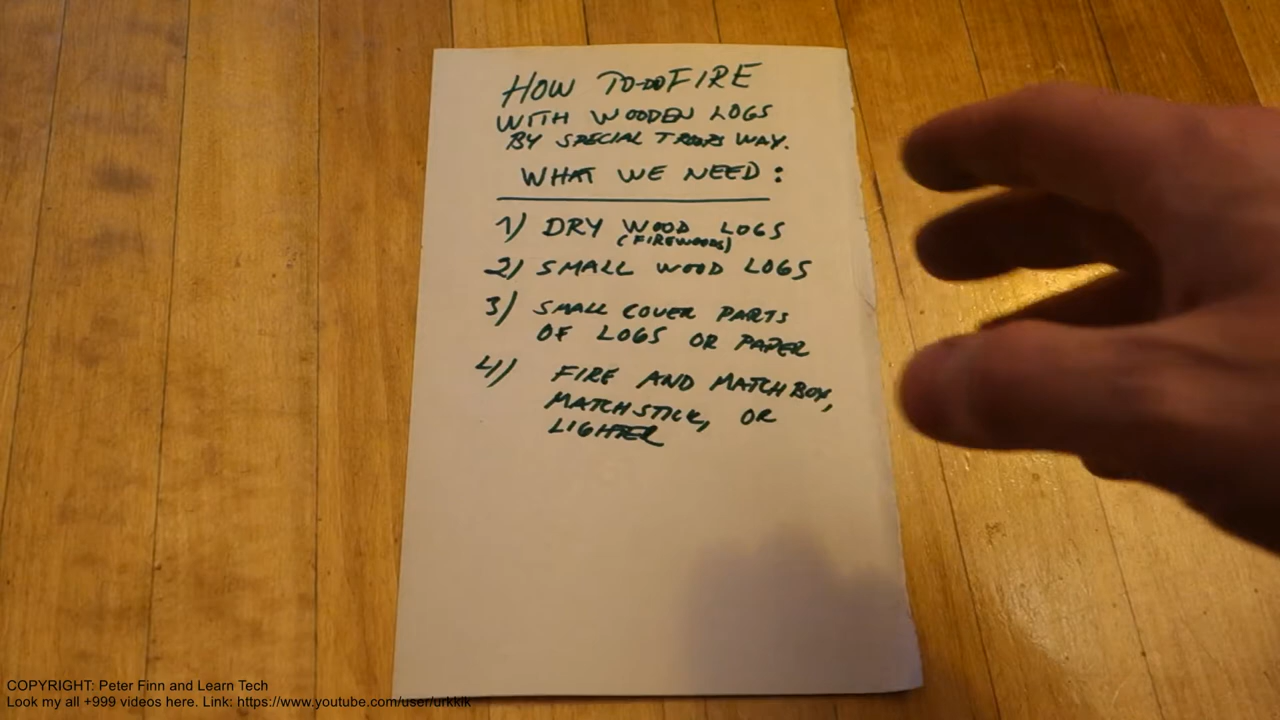 HOW TO DO FIRE
WITH WOODEN LOGS
BY SPECIAL TROOPS WAY.
WHAT WE NEED:
1) DRY WOOD LOGS
(FIREWOODS)
2) SMALL WOOD LOGS
3) SMALL COVER PARTS
OF LOGS OR PAPER
4) FIRE AND MATCHBOX,
MATCHSTICK, OR
LIGHTER
COPYRIGHT: Peter Finn and Learn Tech
Look my all +999 videos here. Link: https://www.youtube.com/user/urkkik